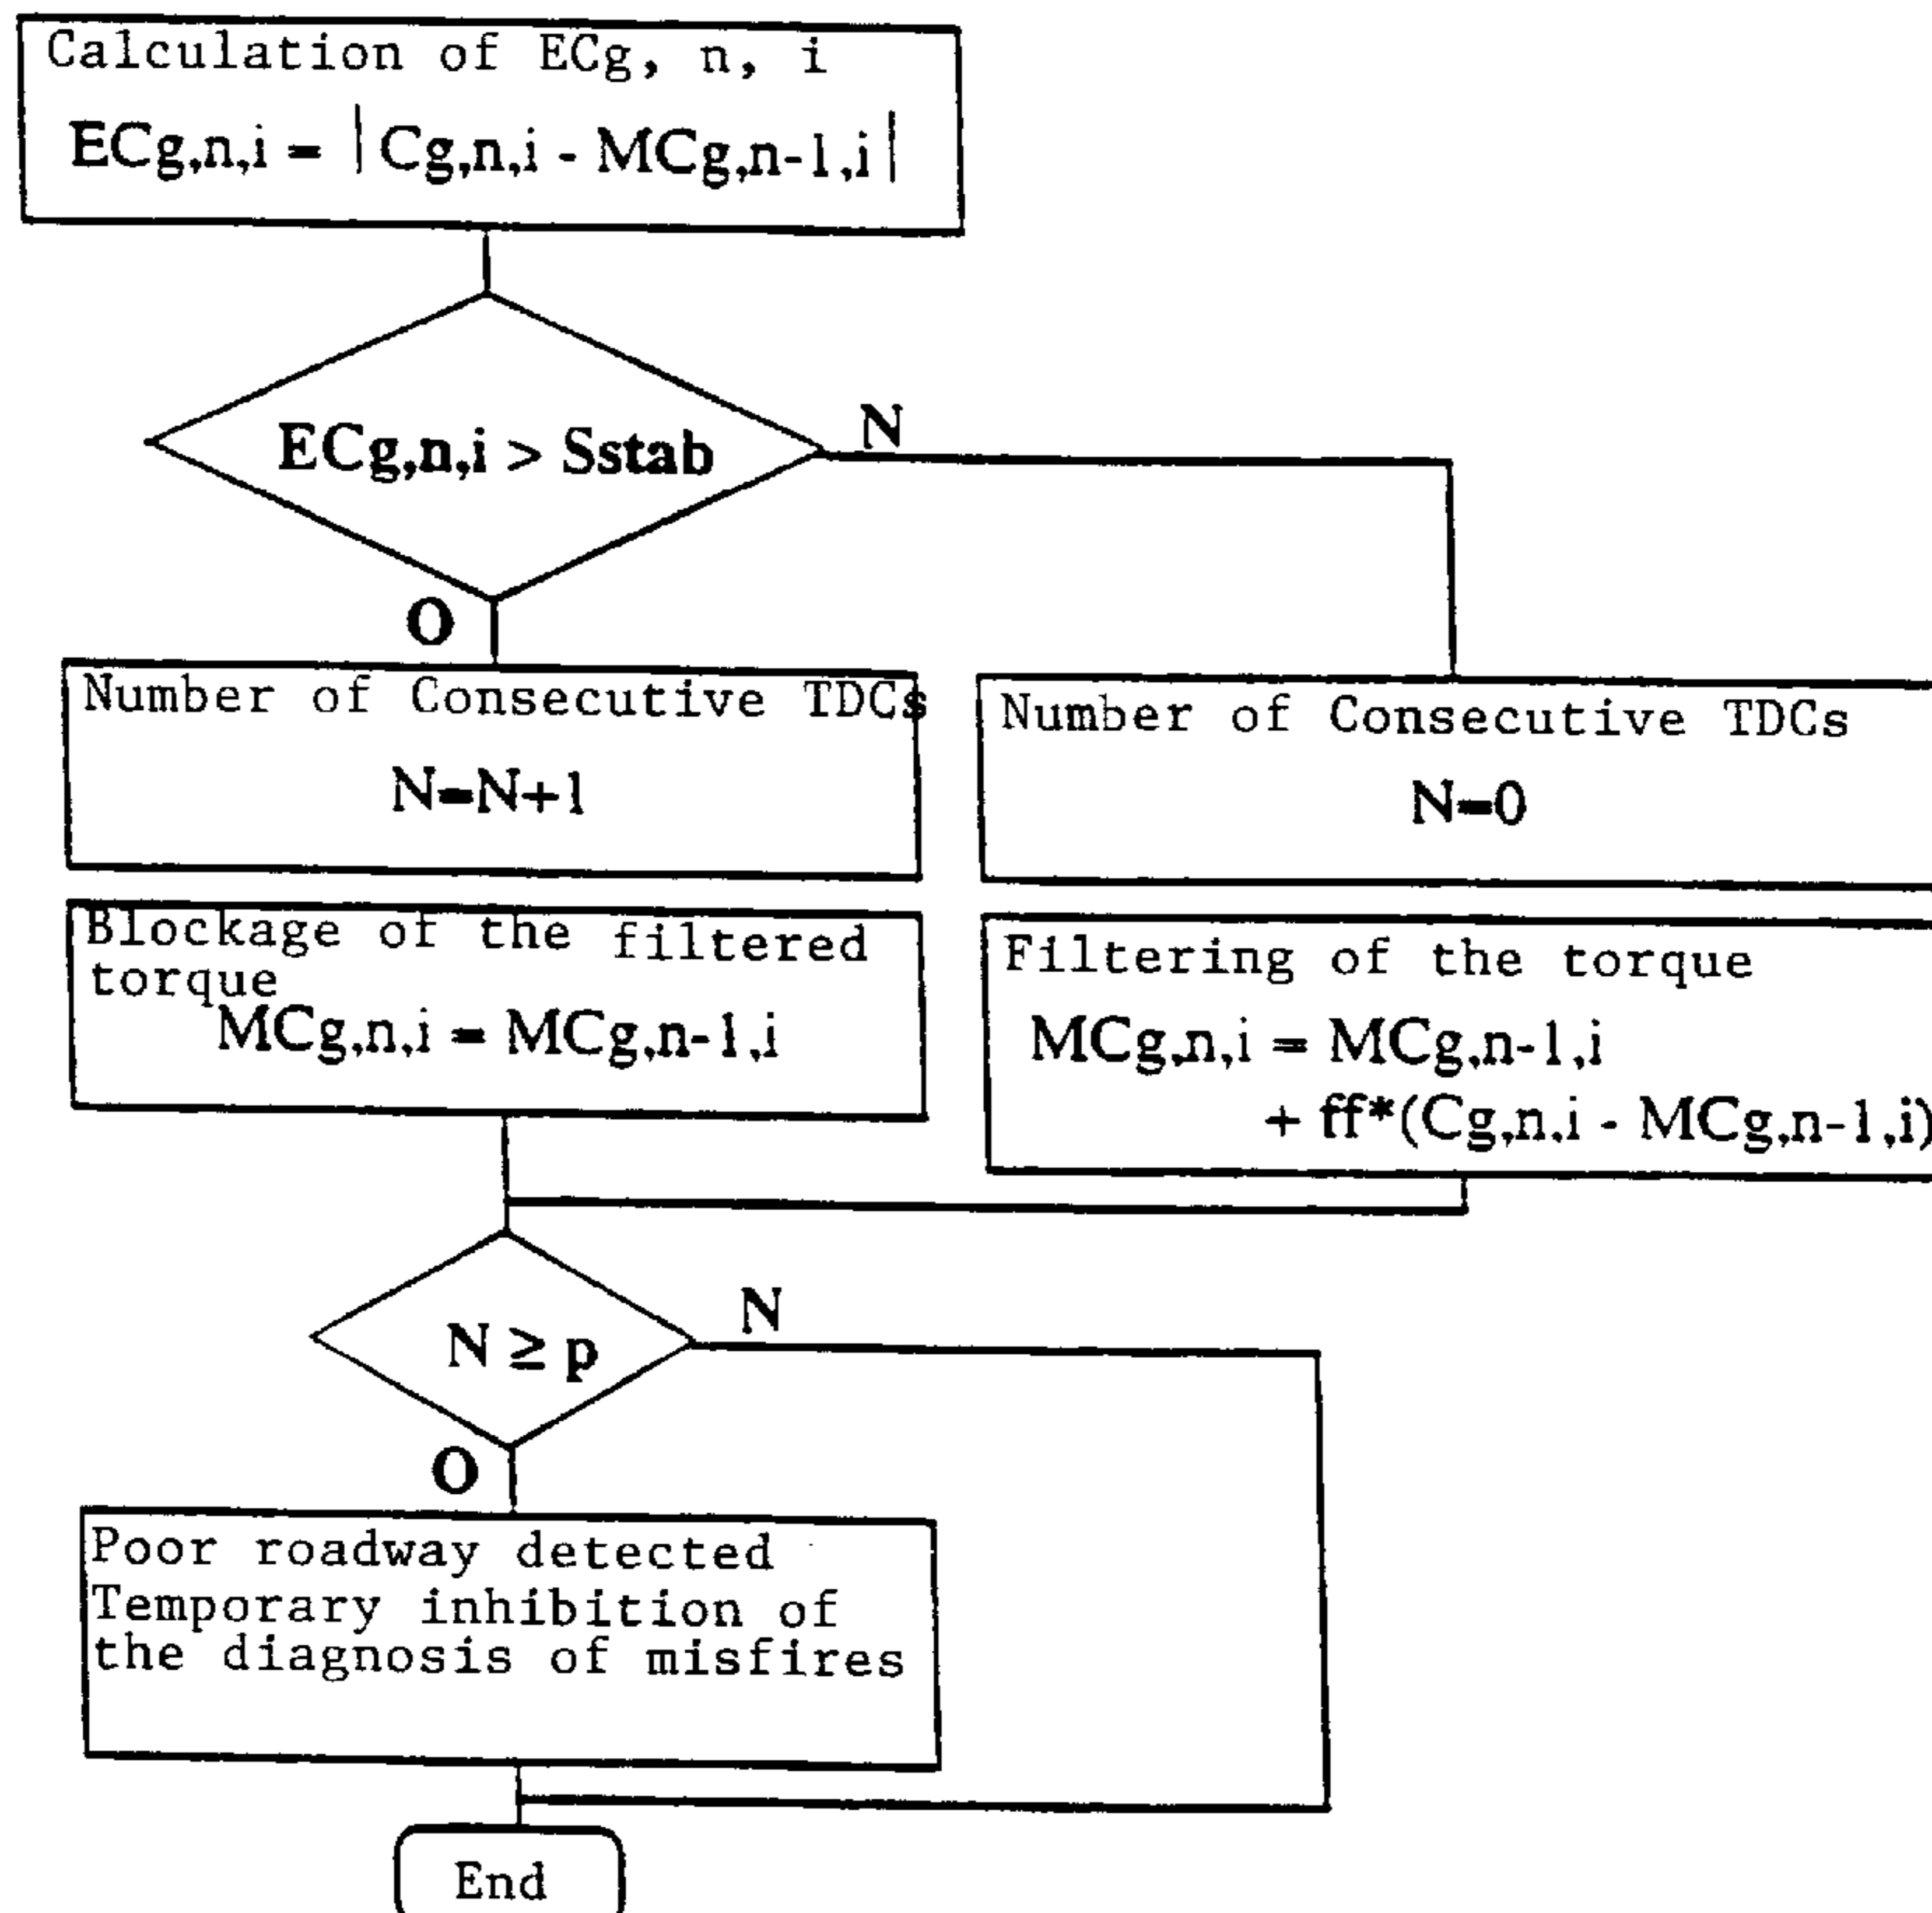 Calculation of ECg, n, i
ECg,n,i = | Cg,n,i - MCg,n-1,i |
ECg,n,i > Sstab
N
O
Number of Consecutive TDCs
N=N+1
Number of Consecutive TDCs
N=0
Blockage of the filtered
torque
MCg,n,i = MCg,n-1,i
Filtering of the torque
MCg,n,i = MCg,n-1,i
+ ff*(Cg,n,i - MCg,n-1,i)
N ≥ p
N
O
Poor roadway detected
Temporary inhibition of
the diagnosis of misfires
End